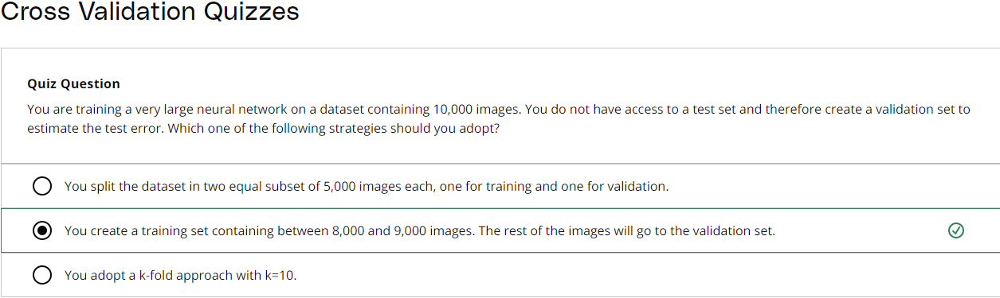 Cross Validation Quizzes
Quiz Question
You are training a very large neural network on a dataset containing 10,000 images. You do not have access to a test set and therefore create a validation set to
estimate the test error. Which one of the following strategies should you adopt?
You split the dataset in two equal subset of 5,000 images each, one for training and one for validation.
You create a training set containing between 8,000 and 9,000 images. The rest of the images will go to the validation set.
You adopt a k-fold approach with k=10.